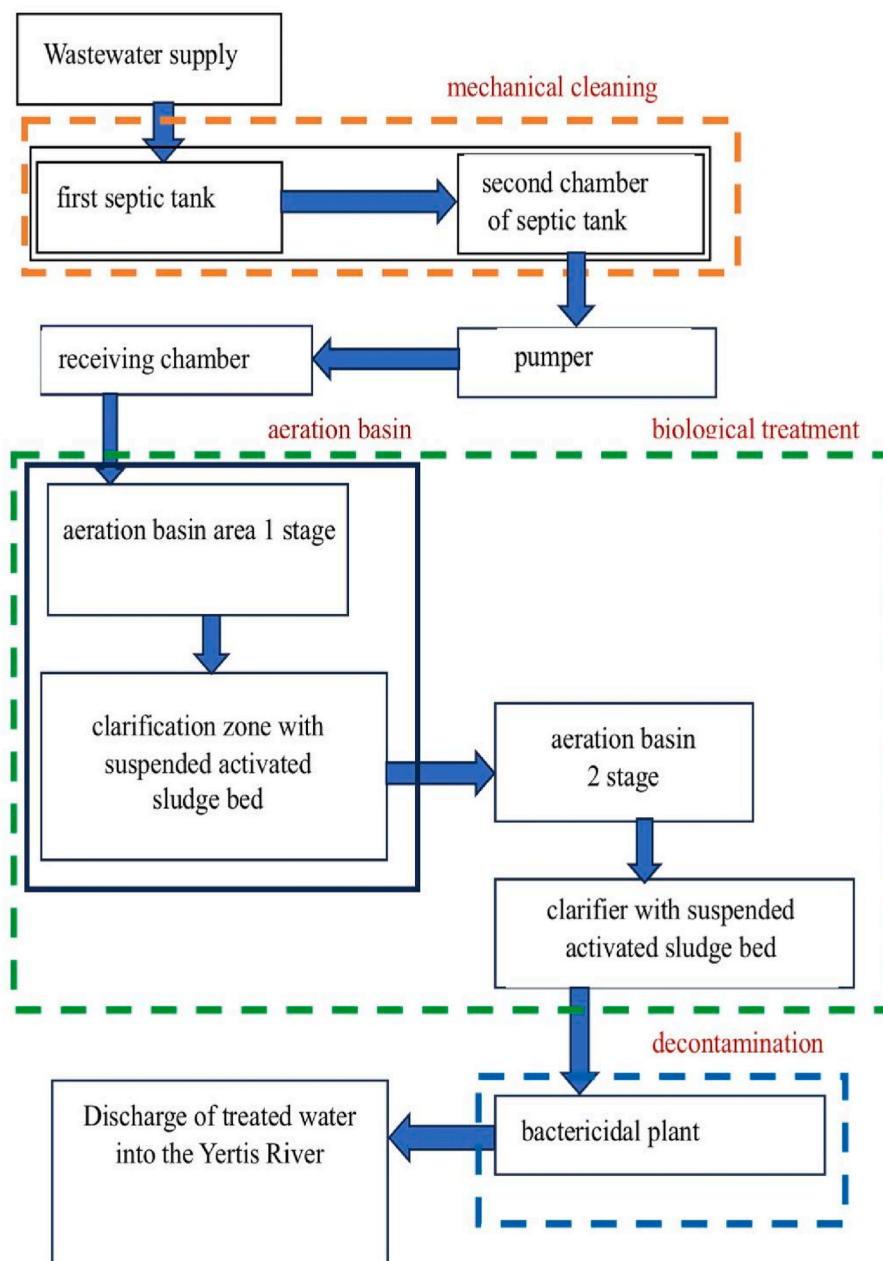 Wastewater supply
mechanical cleaning
first septic tank
second chamber
of septic tank
receiving chamber
pumper
aeration basin
biological treatment
aeration basin area 1 stage
clarification zone with
suspended activated
sludge bed
aeration basin
2 stage
clarifier with suspended
activated sludge bed
decontamination
Discharge of treated water
into the Yertis River
bactericidal plant